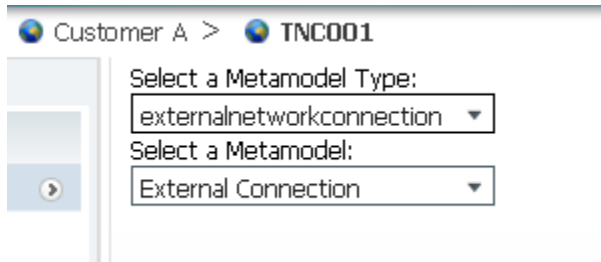 Customer A > TNC001
Select a Metamodel Type:
externalnetworkconnection
Select a Metamodel:
External Connection